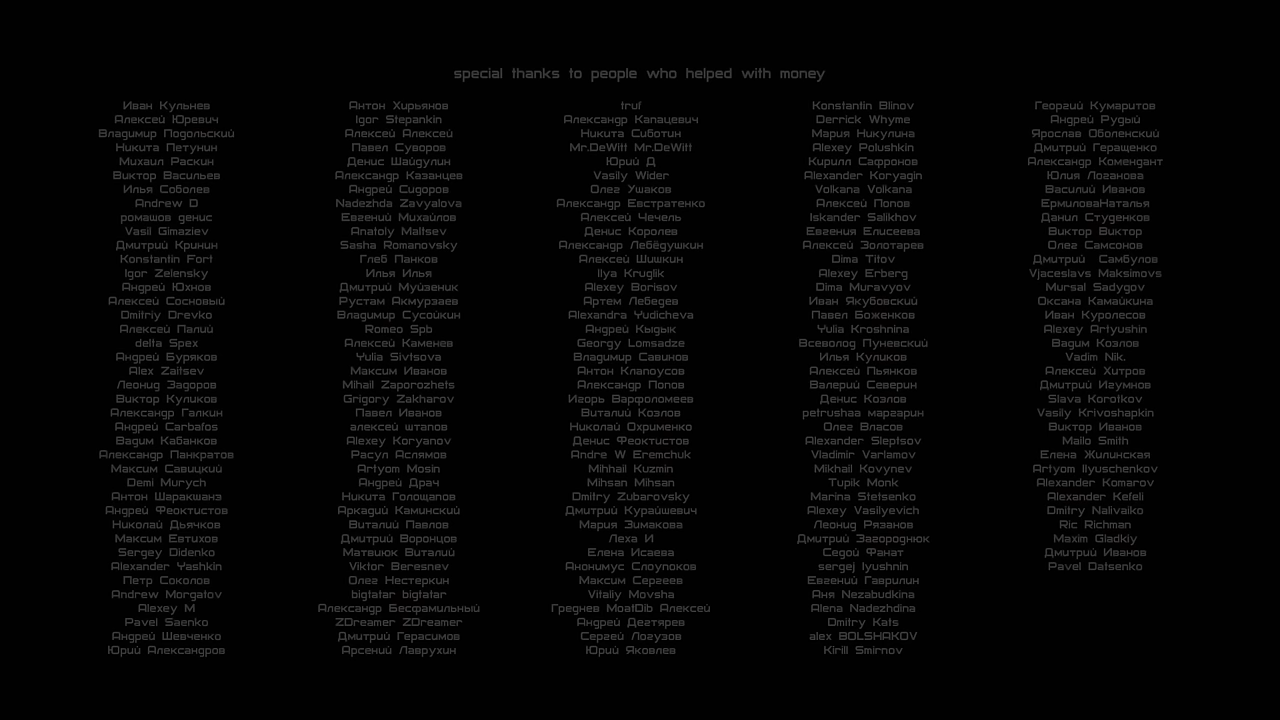 special thanks to people who helped with money
Иван Кульнев
Алексей Юревич
Владимир Подольский
Никита Петунин
Михаил Раскин
Виктор Васильев
Илья Соболев
Andrew D
ромашов денис
Vasil Gimaziev
Дмитрий Кринин
Konstantin Fort
Igor Zelensky
Андрей Юхнов
Алексей Сосновый
Dmitriy Drevko
Алексей Палий
delta Spex
Андрей Буряков
Alex Zaitsev
Леонид Задоров
Виктор Куликов
Александр Галкин
Андрей Carbafos
Вадим Кабанков
Александр Панкратов
Максим Савицкий
Demi Murych
Антон Шаракшанэ
Андрей Феоктистов
Николай Дьячков
Максим Евтихов
Sergey Didenko
Alexander Yashkin
Петр Соколов
Andrew Morgatov
Alexey M
Pavel Saenko
Андрей Шевченко
Юрий Александров
Антон Хирьянов
Igor Stepankin
Алексей Алексей
Павел Суворов
Денис Шайдулин
Александр Казанцев
Андрей Сидоров
Nadezhda Zavyalova
Евгений Михайлов
Anatoly Maltsev
Sasha Romanovsky
Глеб Панков
Илья Илья
Дмитрий Муйзеник
Рустам Акмурзаев
Владимир Сусойкин
Romeo Spb
Алексей Каменев
Yulia Sivtsova
Максим Иванов
Mihail Zaporozhets
Grigory Zakharov
Павел Иванов
алексей штапов
Alexey Koryanov
Расул Аслямов
Artyom Mosin
Андрей Драч
Никита Голощапов
Аркадий Каминский
Виталий Павлов
Дмитрий Воронцов
Матвиюк Виталий
Viktor Beresnev
Олег Нестеркин
bigtatar bigtatar
Александр Бесфамильный
ZDreamer ZDreamer
Дмитрий Герасимов
Арсений Лаврухин
truf
Александр Капацевич
Никита Сиботин
Mr.DeWitt Mr.DeWitt
Юрий Д
Vasily Wider
Олег Ушаков
Александр Евстратенко
Алексей Чечель
Денис Королев
Александр Лебёдушкин
Алексей Шишкин
Ilya Kruglik
Alexey Borisov
Артем Лебедев
Alexandra Yudicheva
Андрей Кыдык
Georgy Lomsadze
Владимир Савинов
Антон Клапоусов
Александр Попов
Игорь Варфоломеев
Виталий Козлов
Николай Охрименко
Денис Феоктистов
Andre W Eremchuk
Mihhail Kuzmin
Mihsan Mihsan
Dmitry Zubarovsky
Дмитрий Курайшевич
Мария Зимакова
Леха И
Елена Исаева
Анонимус Слоупоков
Максим Сергеев
Vitaliy Movsha
Греднев MoatDib Алексей
Андрей Дегтярев
Сергей Логузов
Юрий Яковлев
Konstantin Blinov
Derrick Whyme
Мария Никулина
Alexey Polushkin
Кирилл Сафронов
Alexander Koryagin
Volkana Volkana
Алексей Попов
Iskander Salikhov
Евгения Елисеева
Алексей Золотарев
Dima Titov
Alexey Erberg
Dima Muravyov
Иван Якубовский
Павел Боженков
Yulia Kroshnina
Всеволод Пуневский
Илья Куликов
Алексей Пьянков
Валерий Северин
Денис Козлов
petrushaa маргарин
Олег Власов
Alexander Sleptsov
Vladimir Varlamov
Mikhail Kovynev
Tupik Monk
Marina Stetsenko
Alexey Vasilyevich
Леонид Рязанов
Дмитрий Загороднюк
Седой Фанат
sergej lyushnin
Евгений Гаврилин
Аня Nezabudkina
Alena Nadezhdina
Dmitry Kats
alex BOLSHAKOV
Kirill Smirnov
Георгий Кумаритов
Андрей Рудый
Ярослав Оболенский
Дмитрий Геращенко
Александр Комендант
Юлия Логанова
Василий Иванов
ЕрмиловаНаталья
Данил Студенков
Виктор Виктор
Олег Самсонов
Дмитрий Самбулов
Vjaceslavs Maksimovs
Mursal Sadygov
Оксана Камайкина
Иван Куролесов
Alexey Artyushin
Вадим Козлов
Vadim Nik.
Алексей Хитров
Дмитрий Игумнов
Slava Korotkov
Vasily Krivoshapkin
Виктор Иванов
Mailo Smith
Елена Жилинская
Artyom Ilyuschenkov
Alexander Komarov
Alexander Kefeli
Dmitry Nalivaiko
Ric Richman
Maxim Gladkiy
Дмитрий Иванов
Pavel Datsenko